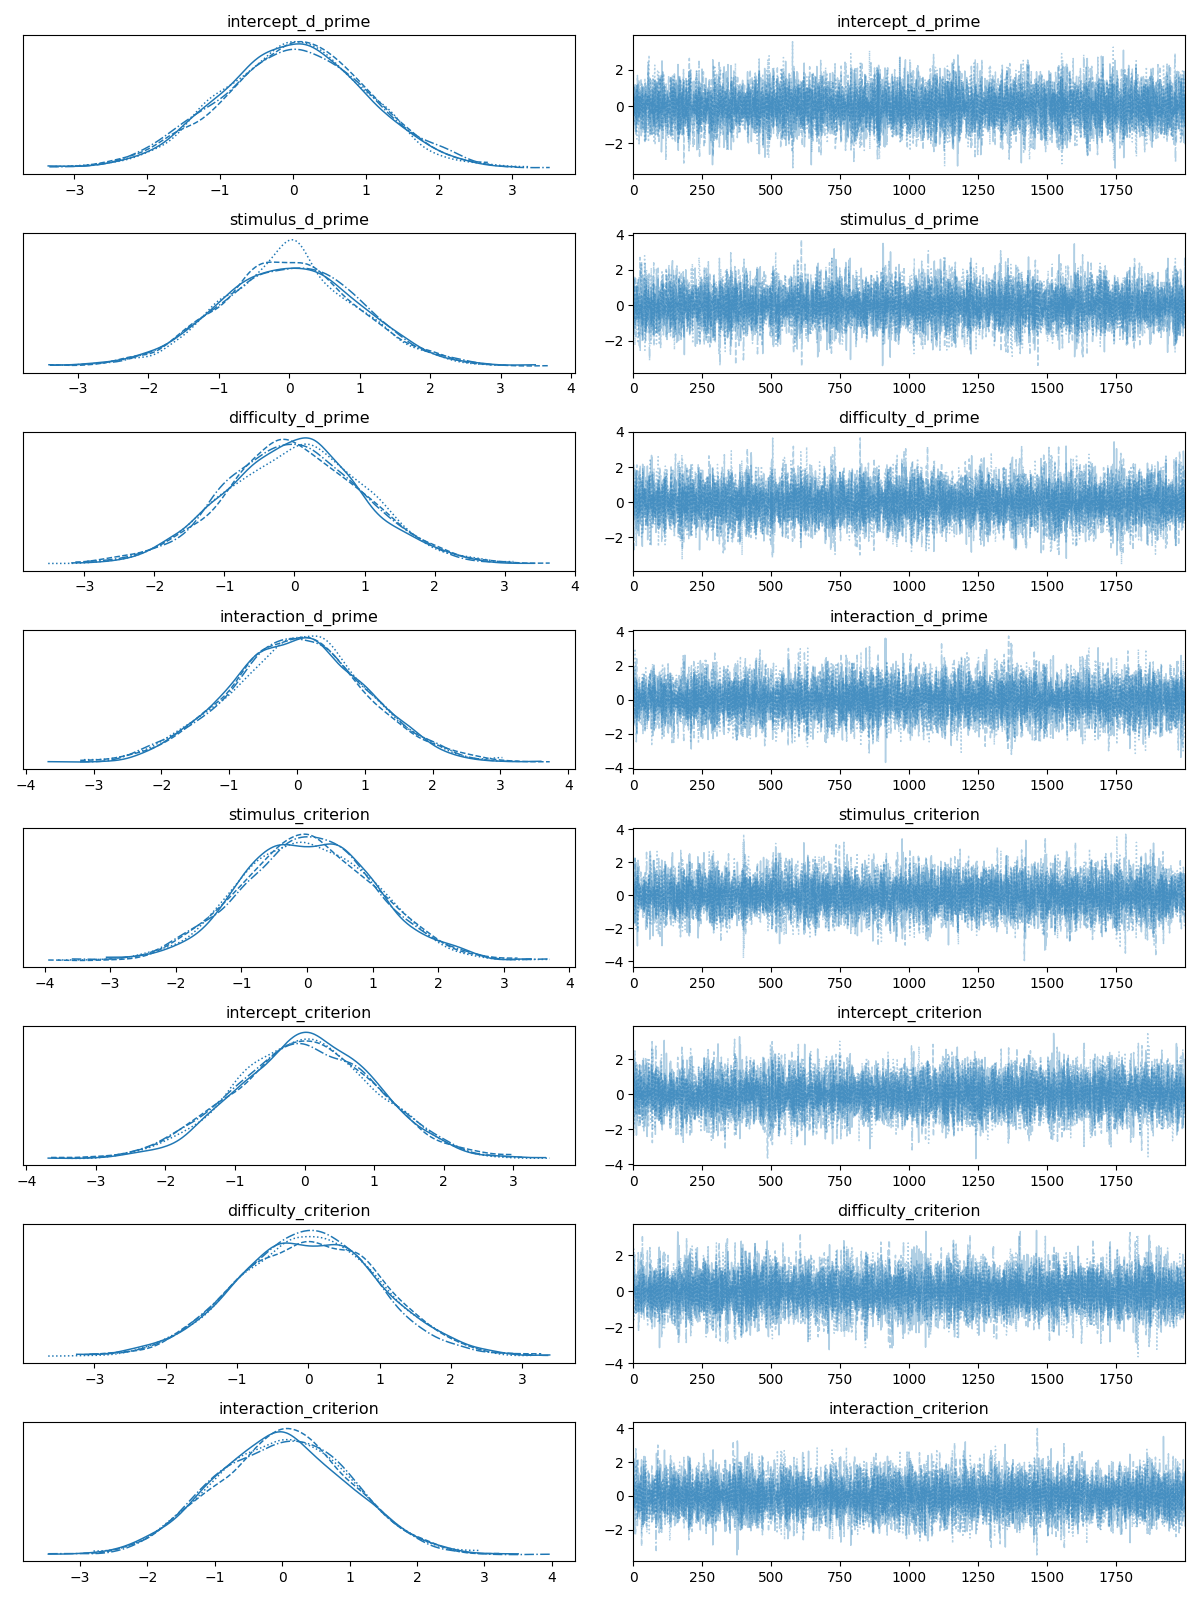 intercept_d_prime intercept_d_prime
2
0
−2
−3 −2 −1 0 1 2 3 0 250 500 750 1000 1250 1500 1750
stimulus_d_prime stimulus_d_prime
4
2
0
−2
−3 −2 −1 0 1 2 3 4 0 250 500 750 1000 1250 1500 1750
difficulty_d_prime difficulty_d_prime
4
2
0
−2
−3 −2 −1 0 1 2 3 4 0 250 500 750 1000 1250 1500 1750
interaction_d_prime interaction_d_prime
4
2
0
−2
−4
−4 −3 −2 −1 0 1 2 3 4 0 250 500 750 1000 1250 1500 1750
stimulus_criterion stimulus_criterion
4
2
0
−2
−4
−4 −3 −2 −1 0 1 2 3 4 0 250 500 750 1000 1250 1500 1750
intercept_criterion intercept_criterion
2
0
−2
−4
−4 −3 −2 −1 0 1 2 3 0 250 500 750 1000 1250 1500 1750
difficulty_criterion difficulty_criterion
2
0
−2
−4
−3 −2 −1 0 1 2 3 0 250 500 750 1000 1250 1500 1750
interaction_criterion interaction_criterion
4
2
0
−2
−3 −2 −1 0 1 2 3 4 0 250 500 750 1000 1250 1500 1750